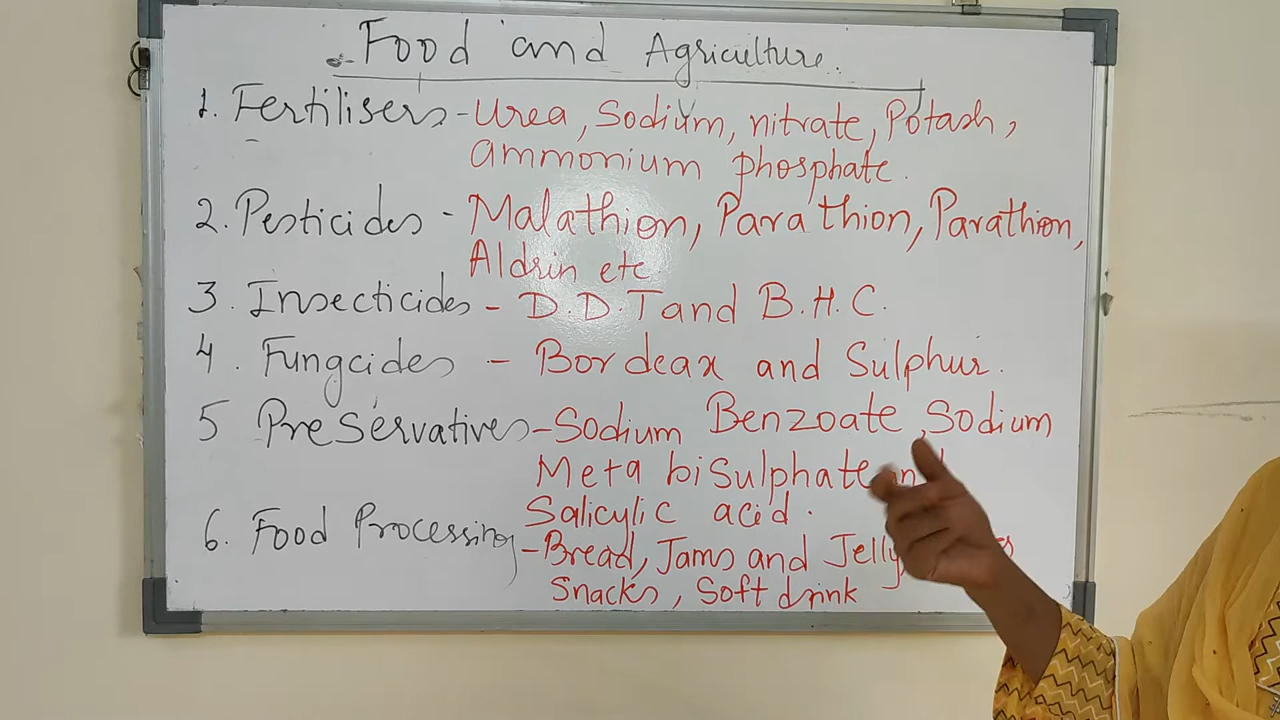 Food and Agriculture.
1. Fertilisers - Urea, Sodium, nitrate, Potash,
ammonium phosphate.
2. Pesticides - Malathion, Parathion, Parathion,
Aldrin etc.
3. Insecticides - D.D.T and B.H.C.
4. Fungcides - Bordeax and Sulphur.
5 Preservatives - Sodium Benzoate, Sodium
Meta bisulphate
Salicylic acid.
6. Food Processing - Bread, Jams and Jelly,
Snacks, Soft drink